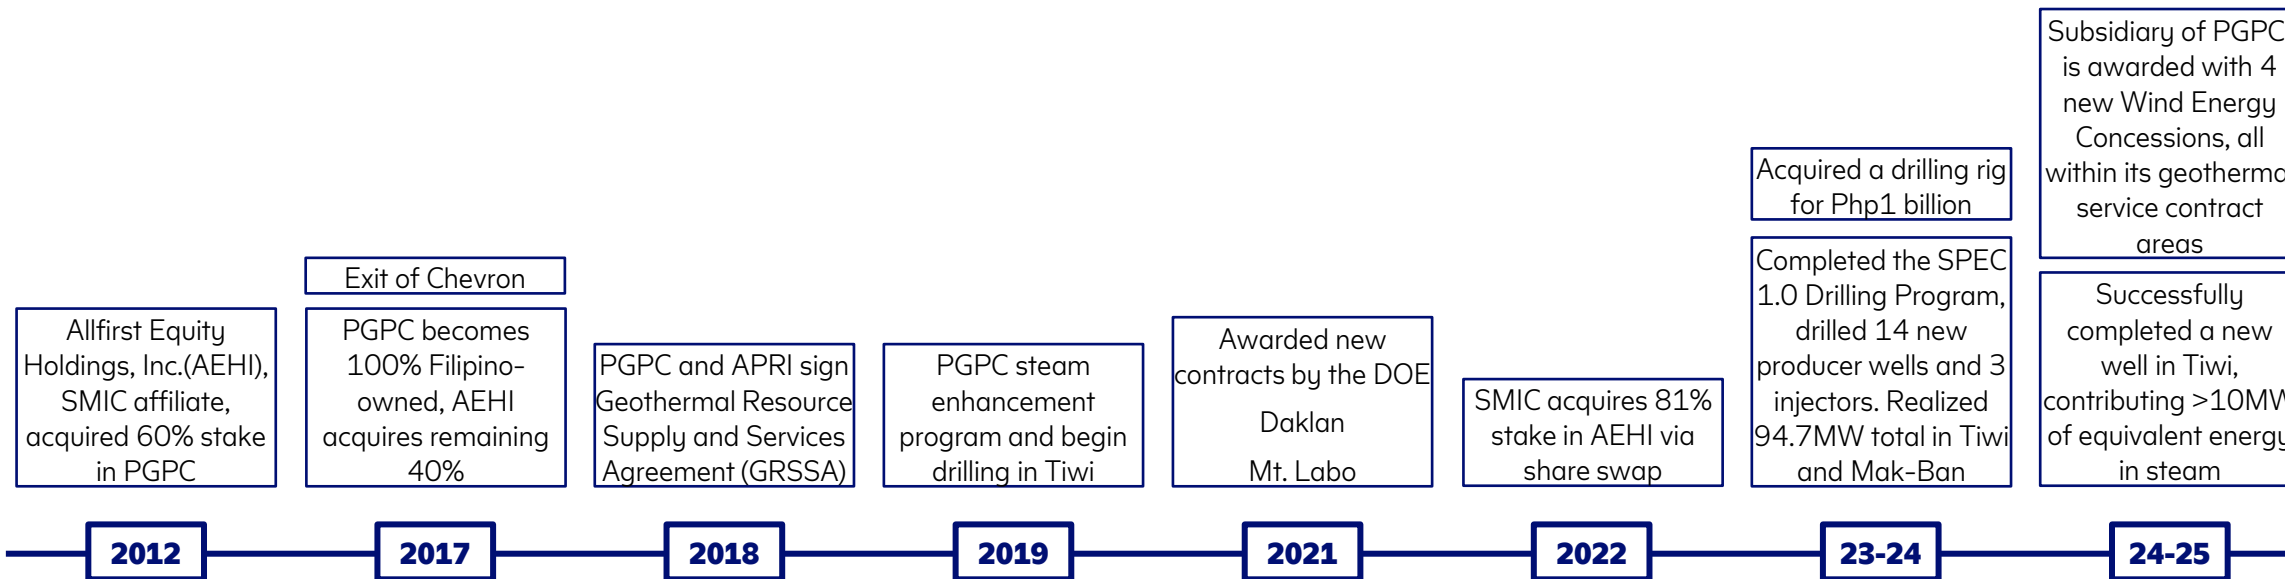 Allfirst Equity
Holdings, Inc.(AEHI),
SMIC affiliate,
acquired 60% stake
in PGPC
2012
Exit of Chevron
PGPC becomes
100% Filipino-
owned, AEHI
acquires remaining
40%
2017
PGPC and APRI sign
Geothermal Resource
Supply and Services
Agreement (GRSSA)
2018
PGPC steam
enhancement
program and begin
drilling in Tiwi
2019
Awarded new
contracts by the DOE
Daklan
Mt. Labo
2021
SMIC acquires 81%
stake in AEHI via
share swap
2022
Acquired a drilling rig
for Php1 billion
Completed the SPEC
1.0 Drilling Program,
drilled 14 new
producer wells and 3
injectors. Realized
94.7MW total in Tiwi
and Mak-Ban
23-24
Subsidiary of PGPC
is awarded with 4
new Wind Energy
Concessions, all
within its geotherma
service contract
areas
Successfully
completed a new
well in Tiwi,
contributing >10MW
of equivalent energy
in steam
24-25